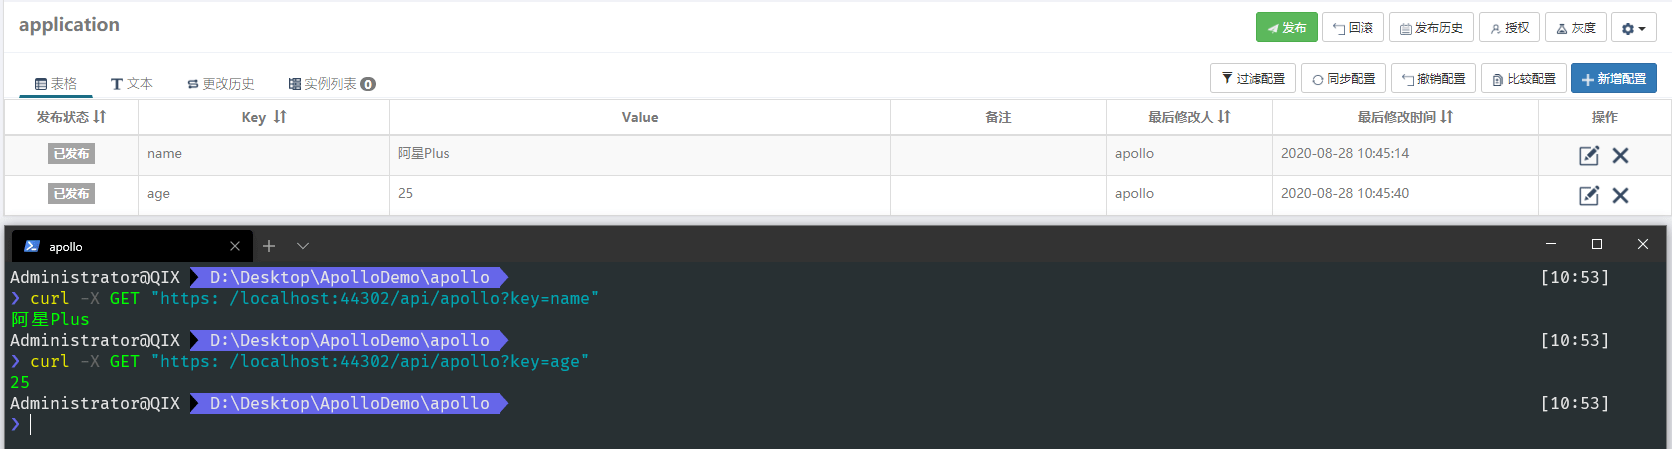 application
发布 回滚 发布历史 授权 灰度
表格 文本 更改历史 实例列表 0 过滤配置 同步配置 撤销配置 比较配置 新增配置
发布状态 Key Value 备注 最后修改人 最后修改时间 操作
已发布 name 阿星Plus apollo 2020-08-28 10:45:14
已发布 age 25 apollo 2020-08-28 10:45:40
apollo
Administrator@QIX D:\Desktop\ApolloDemo\apollo [10:53]
❯ curl -X GET "https: /localhost:44302/api/apollo?key=name"
阿星Plus
Administrator@QIX D:\Desktop\ApolloDemo\apollo [10:53]
❯ curl -X GET "https: /localhost:44302/api/apollo?key=age"
25
Administrator@QIX D:\Desktop\ApolloDemo\apollo [10:53]
❯